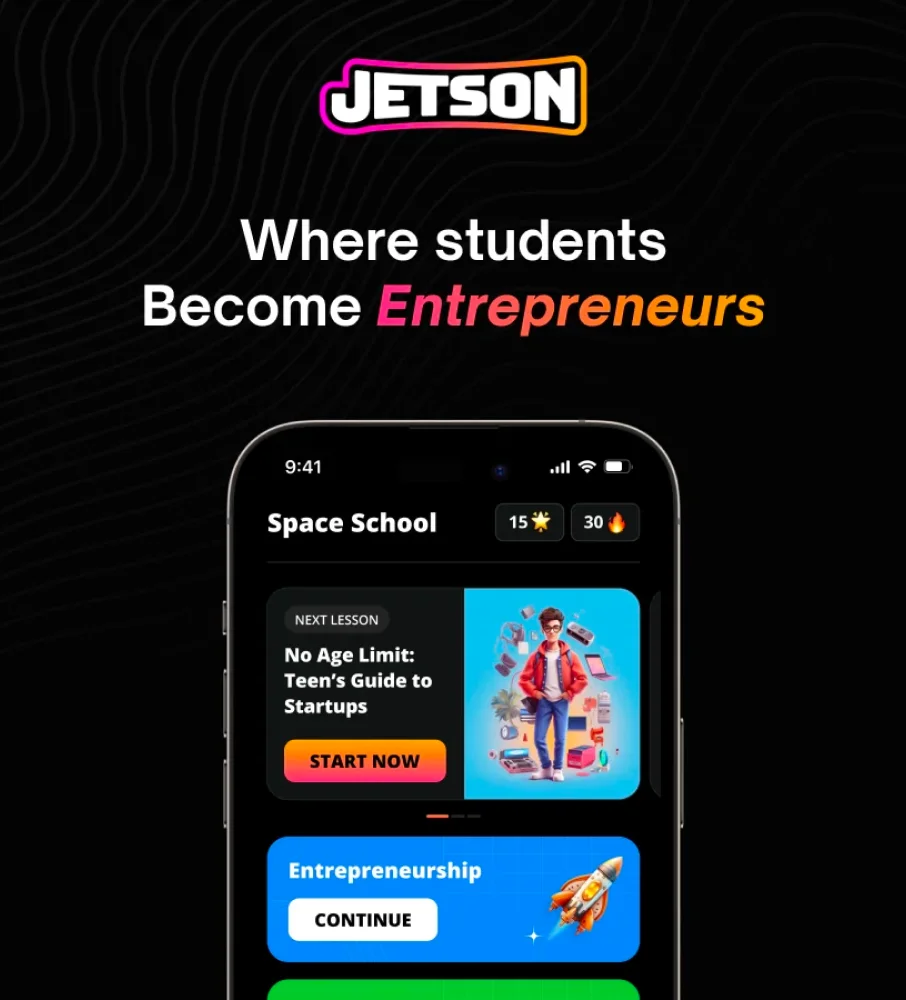 JETSON
Where students
Become Entrepreneurs
9:41
Space School
15
30
NEXT LESSON
No Age Limit:
Teen’s Guide to
Startups
START NOW
Entrepreneurship
CONTINUE